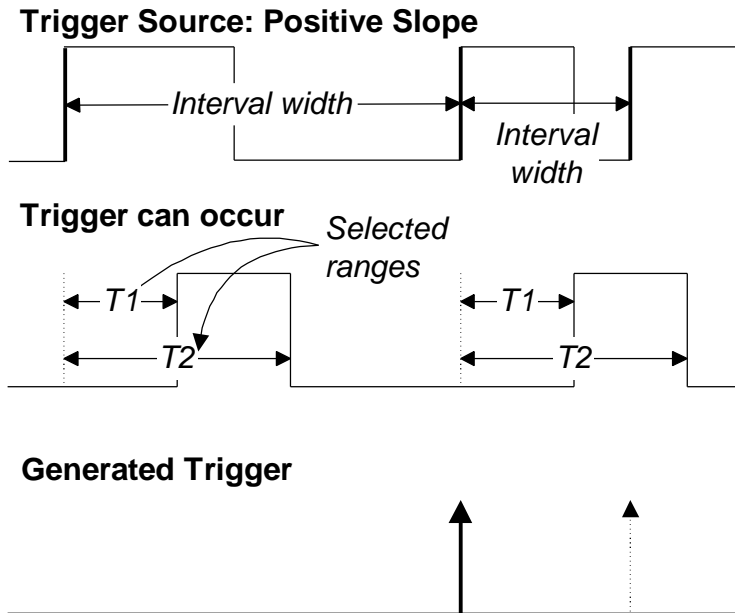 Trigger Source: Positive Slope
Interval width
Interval
width
Trigger can occur
Selected
ranges
T1
T1
T2
T2
Generated Trigger